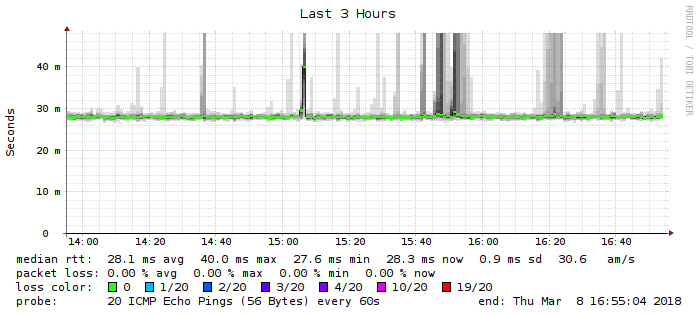 Last 3 Hours
RRDTOOL / TOBI OETIKER
Seconds
40 m
30 m
20 m
10 m
0
14:00 14:20 14:40 15:00 15:20 15:40 16:00 16:20 16:40
median rtt: 28.1 ms avg 40.0 ms max 27.6 ms min 28.3 ms now 0.9 ms sd 30.6 am/s
packet loss: 0.00 % avg 0.00 % max 0.00 % min 0.00 % now
loss color: 0 1/20 2/20 3/20 4/20 10/20 19/20
probe: 20 ICMP Echo Pings (56 Bytes) every 60s end: Thu Mar 8 16:55:04 2018